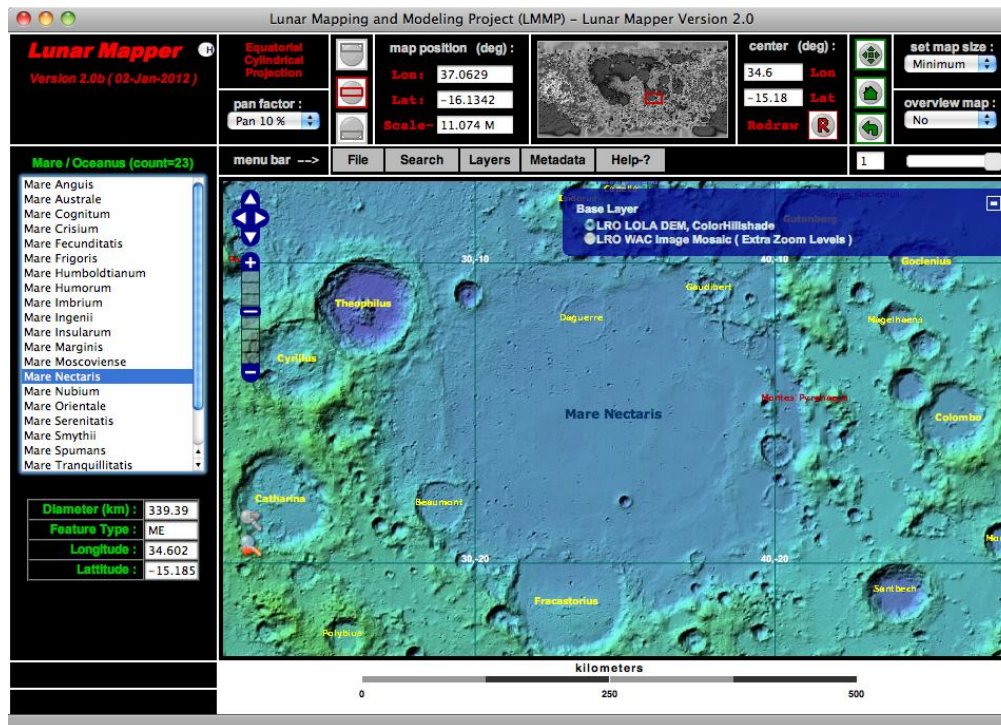 Lunar Mapping and Modeling Project (LMMP) – Lunar Mapper Version 2.0
Lunar Mapper
H
Version 2.0b ( 02-Jan-2012 )
Equatorial
Cylindrical
Projection
pan factor :
Pan 10 %
map position (deg) :
Lon: 37.0629
Lat: -16.1342
Scale- 11.074 M
center (deg) :
34.6 Lon
-15.18 Lat
Redraw R
set map size :
Minimum
overview map :
No
menu bar -->
File Search Layers Metadata Help-?
1
Mare / Oceanus (count=23)
Mare Anguis
Mare Australe
Mare Cognitum
Mare Crisium
Mare Fecunditatis
Mare Frigoris
Mare Humboldtianum
Mare Humorum
Mare Imbrium
Mare Ingenii
Mare Insularum
Mare Marginis
Mare Moscoviense
Mare Nectaris
Mare Nubium
Mare Orientale
Mare Serenitatis
Mare Smythii
Mare Spumans
Mare Tranquillitatis
Diameter (km) : 339.39
Feature Type : ME
Longitude : 34.602
Lattitude : -15.185
Base Layer
LRO LOLA DEM, ColorHillshade
LRO WAC Image Mosaic ( Extra Zoom Levels )
Gutenberg
30,-10
40,-10
Goclenius
Theophilus
Gaudibert
Daguerre
Magelhaens
Cyrillus
Montes Pyrenaeus
Mare Nectaris
Colombo
Catharina
Beaumont
30,-20
40,-20
Santbech
Fracastorius
Polybius
kilometers
0 250 500